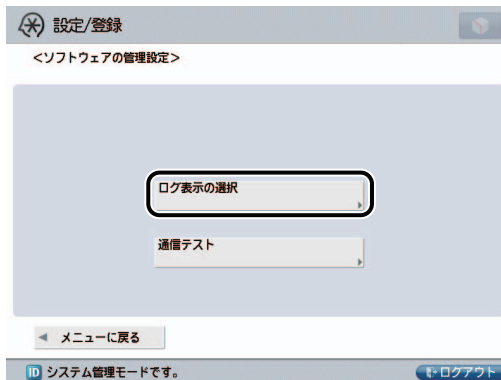 設定/登録
<ソフトウェアの管理設定>
ログ表示の選択
通信テスト
メニューに戻る
ID システム管理モードです。
ログアウト